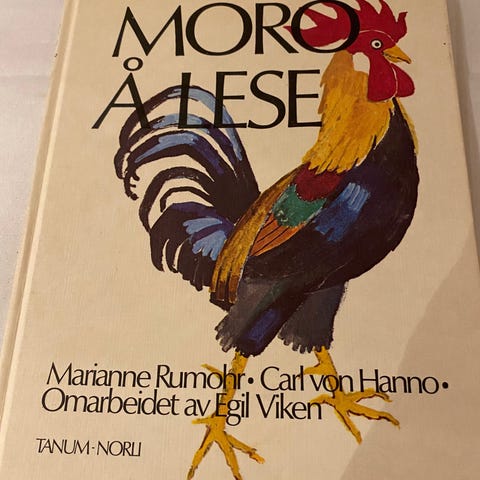 MORO
Å LESE
Marianne Rumohr • Carl von Hanno •
Omarbeidet av Egil Viken
TANUM-NORLI